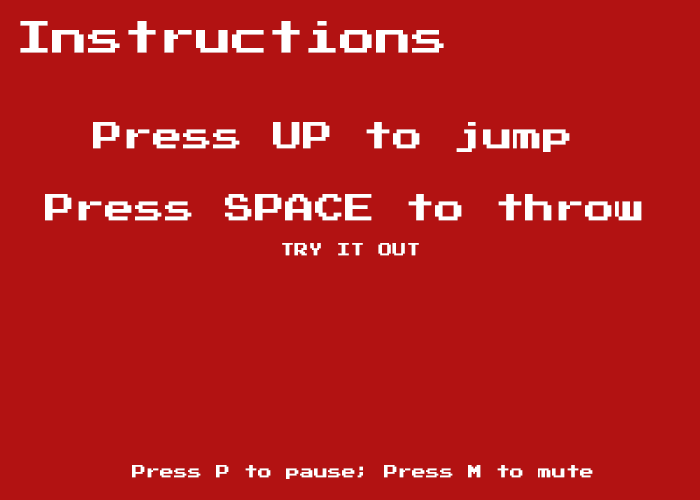 Instructions
Press UP to jump
Press SPACE to throw
TRY IT OUT
Press P to pause; Press M to mute